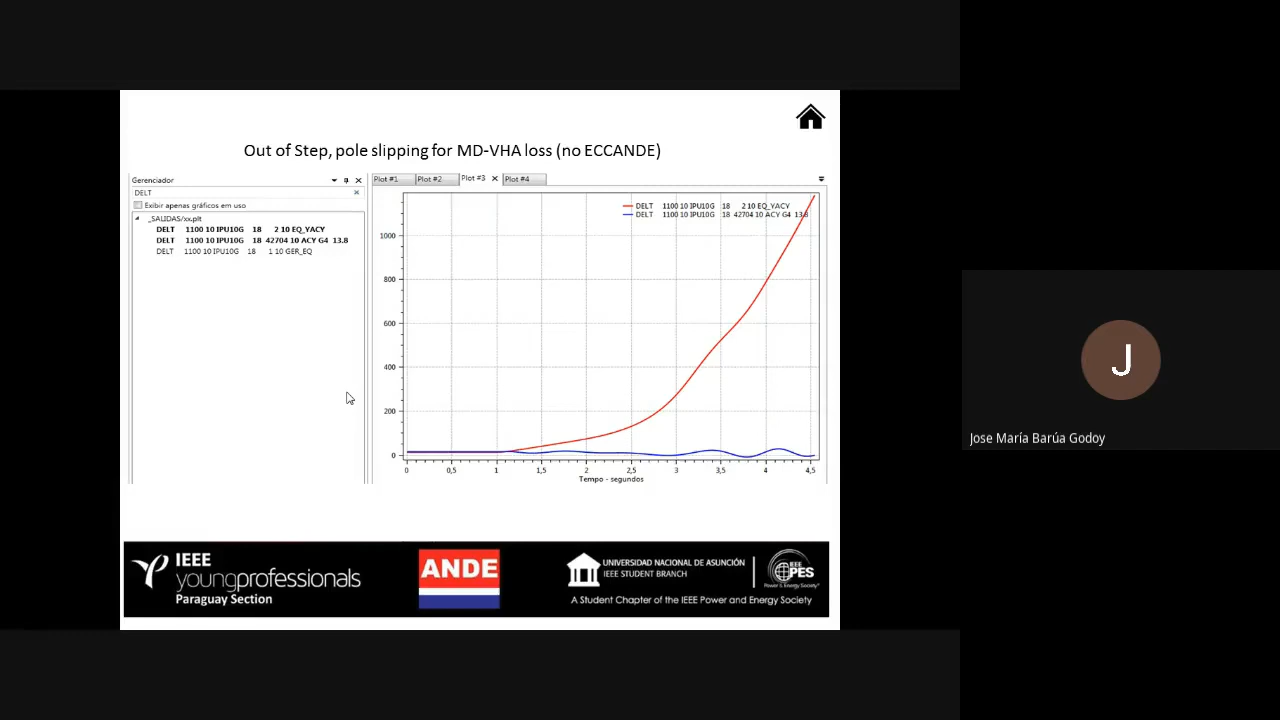 Out of Step, pole slipping for MD-VHA loss (no ECCANDE)
Gerenciador
DELT
Exibir apenas gráficos em uso
_SALIDAS/xx.plt
DELT 1100 10 IPU10G 18 2 10 EQ_YACY
DELT 1100 10 IPU10G 18 42704 10 ACY G4 13.8
DELT 1100 10 IPU10G 18 1 10 GER_EQ
Plot #1 Plot #2 Plot #3 Plot #4
DELT 1100 10 IPU10G 18 2 10 EQ_YACY
DELT 1100 10 IPU10G 18 42704 10 ACY G4 13.8
1000
800
600
400
200
0
0 0,5 1 1,5 2 2,5 3 3,5 4 4,5
Tempo - segundos
IEEE
youngprofessionals
Paraguay Section
ANDE
UNIVERSIDAD NACIONAL DE ASUNCIÓN
IEEE STUDENT BRANCH
IEEE
PES
Power & Energy Society®
A Student Chapter of the IEEE Power and Energy Society
J
Jose María Barúa Godoy